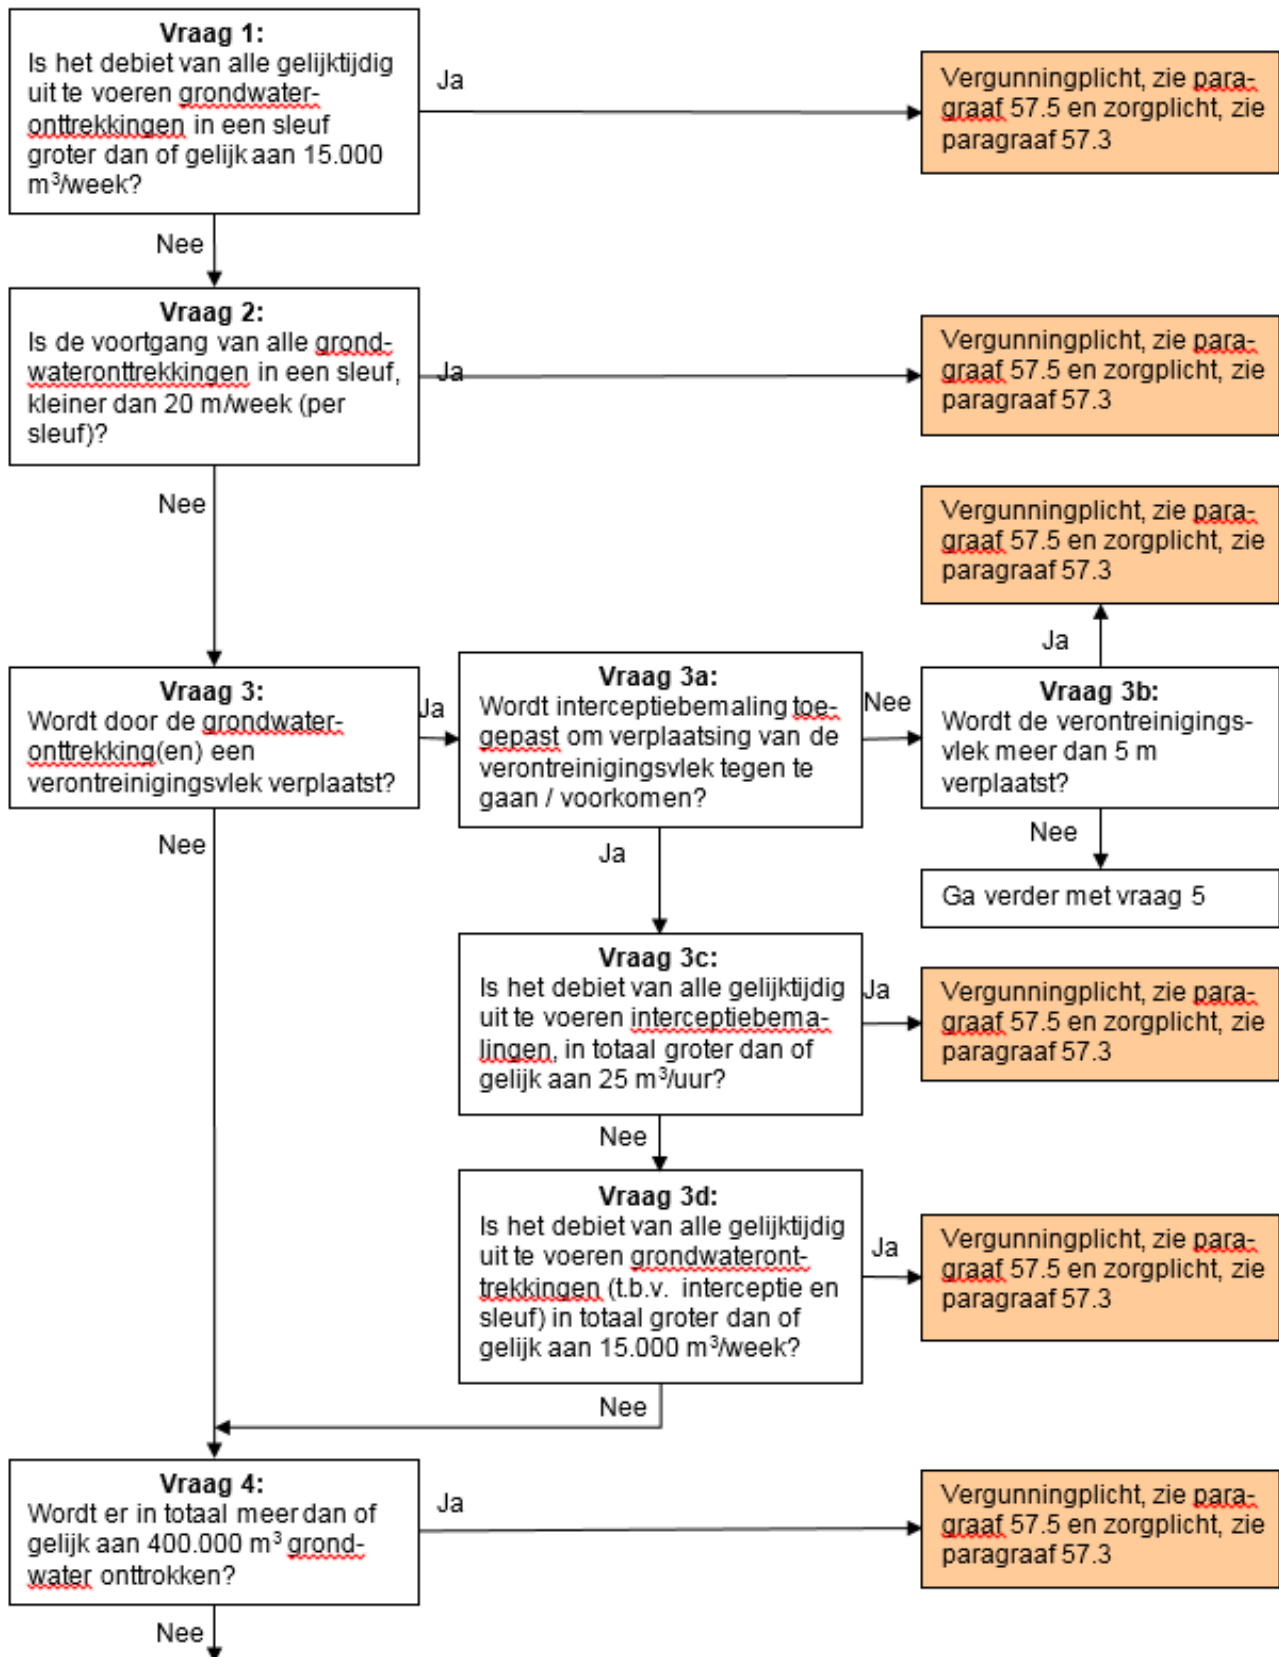 Vraag 1:
Is het debiet van alle gelijktijdig
uit te voeren grondwater-
onttrekkingen in een sleuf
groter dan of gelijk aan 15.000
m³/week?
Ja
Vergunningplicht, zie para-
graaf 57.5 en zorgplicht, zie
paragraaf 57.3
Nee
Vraag 2:
Is de voortgang van alle grond-
wateronttrekkingen in een sleuf,
kleiner dan 20 m/week (per
sleuf)?
Ja
Vergunningplicht, zie para-
graaf 57.5 en zorgplicht, zie
paragraaf 57.3
Nee
Vergunningplicht, zie para-
graaf 57.5 en zorgplicht, zie
paragraaf 57.3
Ja
Vraag 3:
Wordt door de grondwater-
onttrekking(en) een
verontreinigingsvlek verplaatst?
Ja
Vraag 3a:
Wordt interceptiebemaling toe-
gepast om verplaatsing van de
verontreinigingsvlek tegen te
gaan / voorkomen?
Nee
Vraag 3b:
Wordt de verontreinigings-
vlek meer dan 5 m
verplaatst?
Nee
Ja
Nee
Ga verder met vraag 5
Vraag 3c:
Is het debiet van alle gelijktijdig
uit te voeren interceptiebema-
lingen, in totaal groter dan of
gelijk aan 25 m³/uur?
Ja
Vergunningplicht, zie para-
graaf 57.5 en zorgplicht, zie
paragraaf 57.3
Nee
Vraag 3d:
Is het debiet van alle gelijktijdig
uit te voeren grondwateront-
trekkingen (t.b.v. interceptie en
sleuf) in totaal groter dan of
gelijk aan 15.000 m³/week?
Ja
Vergunningplicht, zie para-
graaf 57.5 en zorgplicht, zie
paragraaf 57.3
Nee
Vraag 4:
Wordt er in totaal meer dan of
gelijk aan 400.000 m³ grond-
water onttrokken?
Ja
Vergunningplicht, zie para-
graaf 57.5 en zorgplicht, zie
paragraaf 57.3
Nee